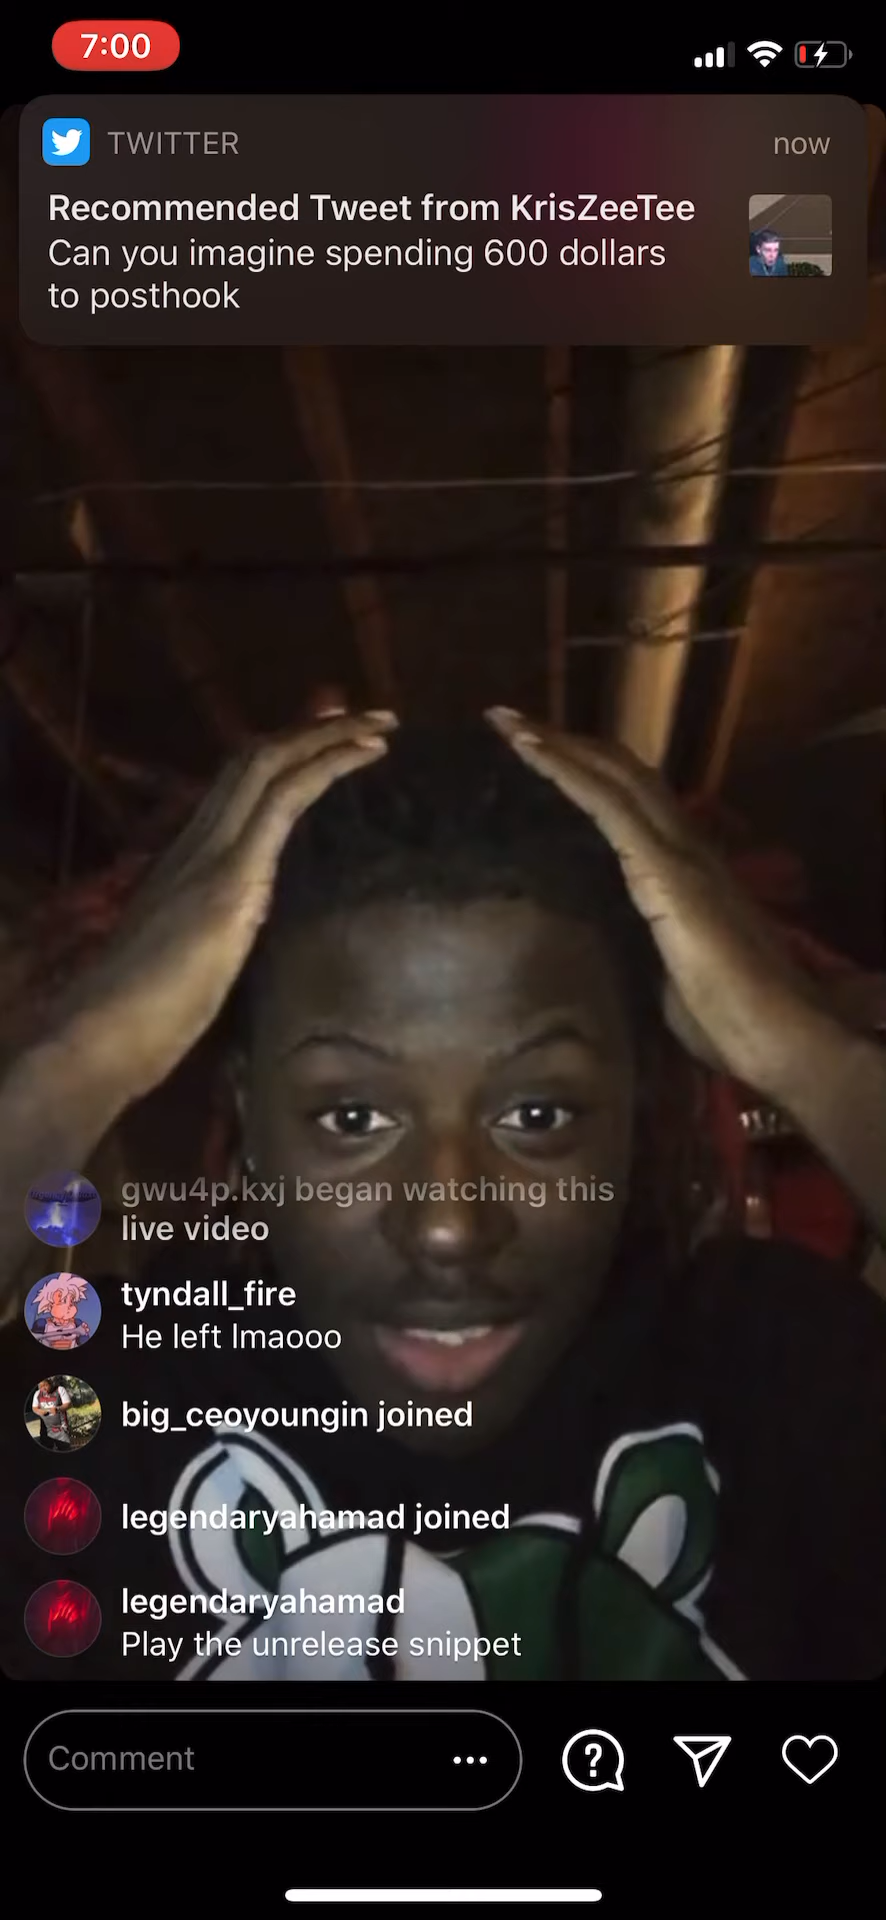 7:00
TWITTER
now
Recommended Tweet from KrisZeeTee
Can you imagine spending 600 dollars
to posthook
gwu4p.kxj began watching this
live video
tyndall_fire
He left lmaooo
big_ceoyoungin joined
legendaryahamad joined
legendaryahamad
Play the unrelease snippet
Comment